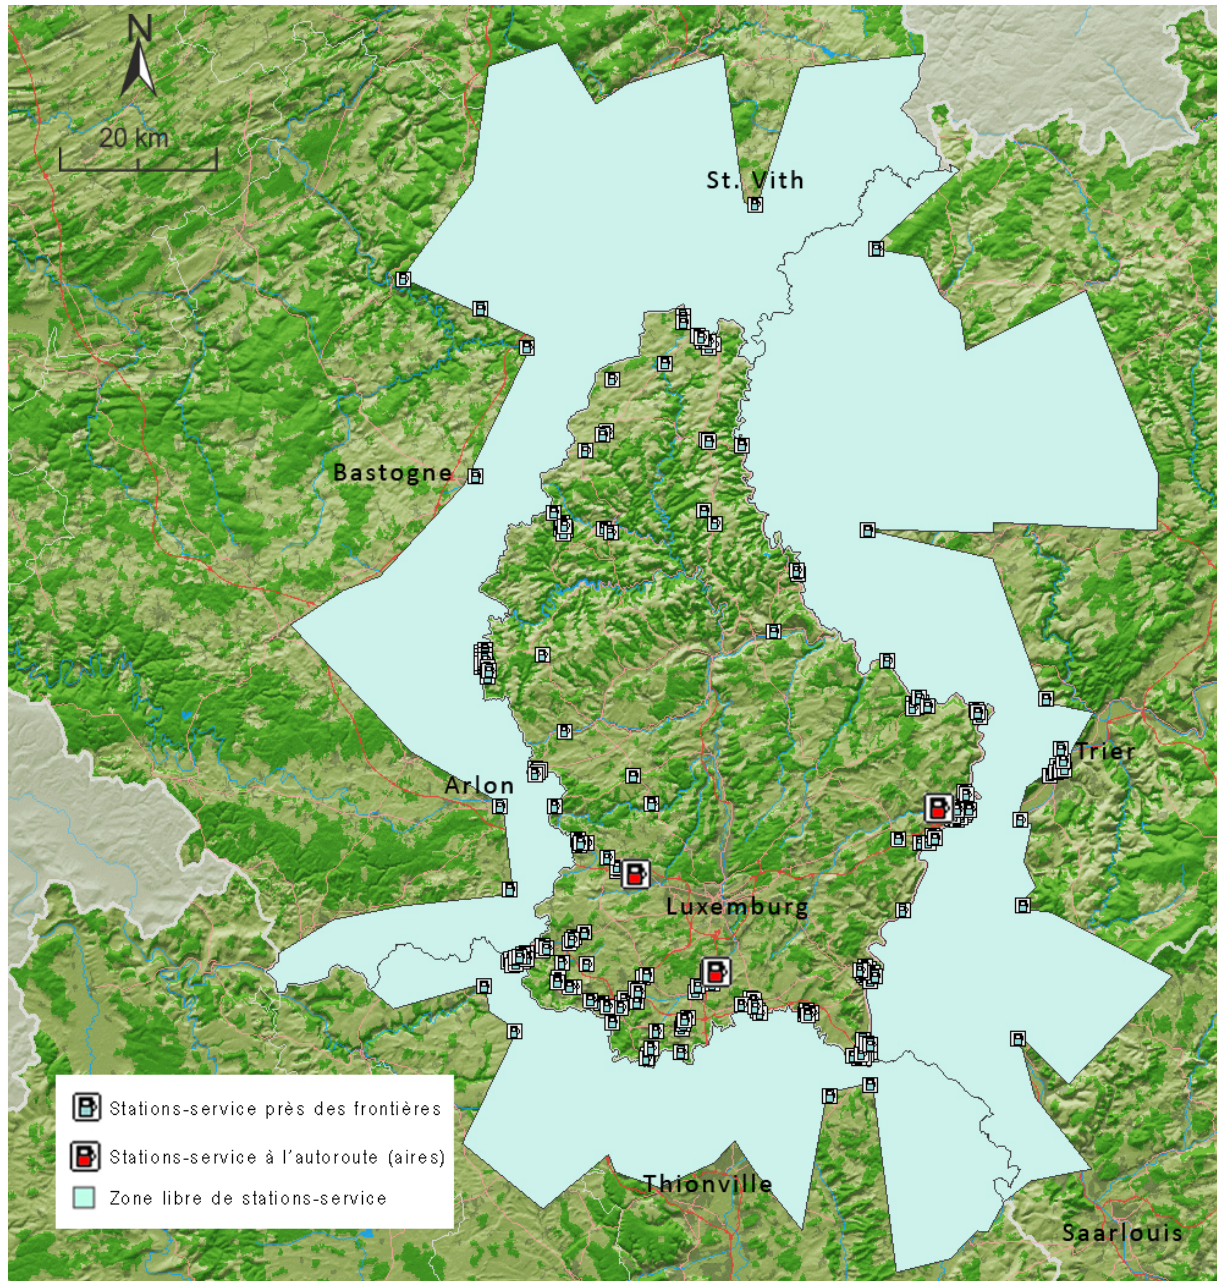 N
20 km
St. Vith
Bastogne
Arlon
Trier
Luxemburg
Thionville
Saarlouis
Stations-service près des frontières
Stations-service à l'autoroute (aires)
Zone libre de stations-service